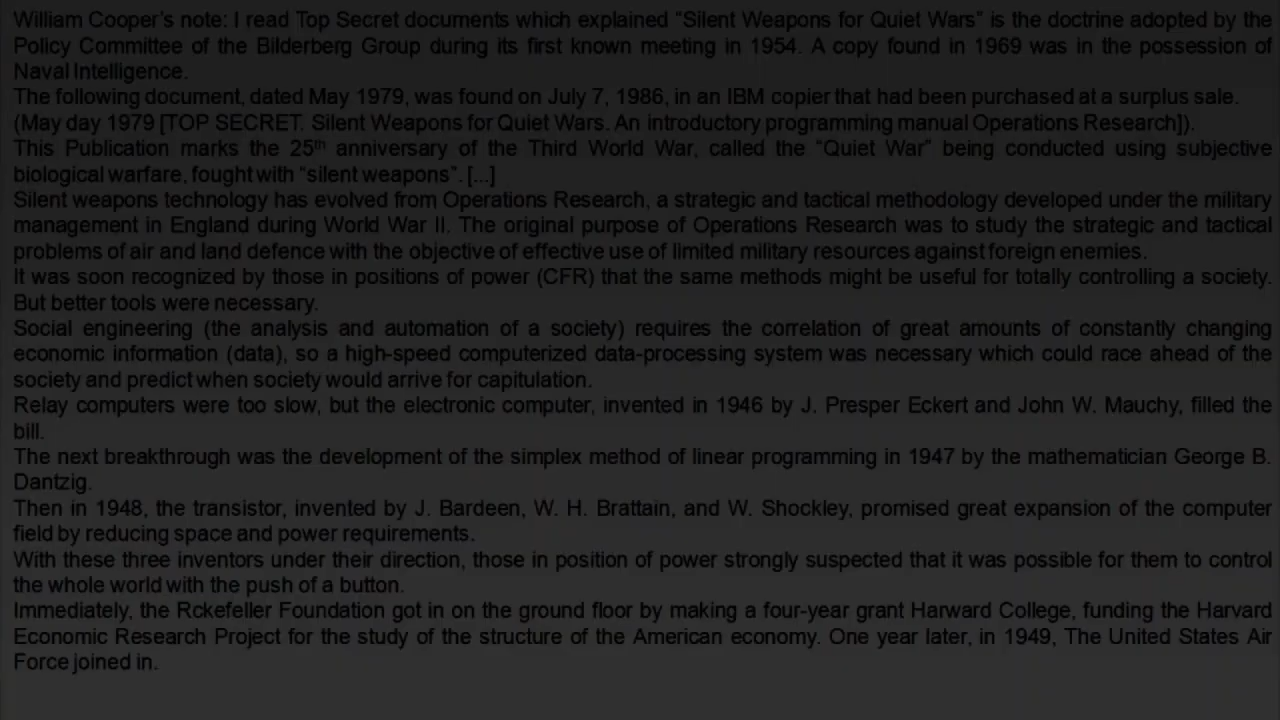 William Cooper's note: I read Top Secret documents which explained “Silent Weapons for Quiet Wars” is the doctrine adopted by the
Policy Committee of the Bilderberg Group during its first known meeting in 1954. A copy found in 1969 was in the possession of
Naval Intelligence.
The following document, dated May 1979, was found on July 7, 1986, in an IBM copier that had been purchased at a surplus sale.
(May day 1979 [TOP SECRET. Silent Weapons for Quiet Wars. An introductory programming manual Operations Research]).
This Publication marks the 25th anniversary of the Third World War, called the “Quiet War” being conducted using subjective
biological warfare, fought with “silent weapons”. [...]
Silent weapons technology has evolved from Operations Research, a strategic and tactical methodology developed under the military
management in England during World War II. The original purpose of Operations Research was to study the strategic and tactical
problems of air and land defence with the objective of effective use of limited military resources against foreign enemies.
It was soon recognized by those in positions of power (CFR) that the same methods might be useful for totally controlling a society.
But better tools were necessary.
Social engineering (the analysis and automation of a society) requires the correlation of great amounts of constantly changing
economic information (data), so a high-speed computerized data-processing system was necessary which could race ahead of the
society and predict when society would arrive for capitulation.
Relay computers were too slow, but the electronic computer, invented in 1946 by J. Presper Eckert and John W. Mauchy, filled the
bill.
The next breakthrough was the development of the simplex method of linear programming in 1947 by the mathematician George B.
Dantzig.
Then in 1948, the transistor, invented by J. Bardeen, W. H. Brattain, and W. Shockley, promised great expansion of the computer
field by reducing space and power requirements.
With these three inventors under their direction, those in position of power strongly suspected that it was possible for them to control
the whole world with the push of a button.
Immediately, the Rckefeller Foundation got in on the ground floor by making a four-year grant Harward College, funding the Harvard
Economic Research Project for the study of the structure of the American economy. One year later, in 1949, The United States Air
Force joined in.